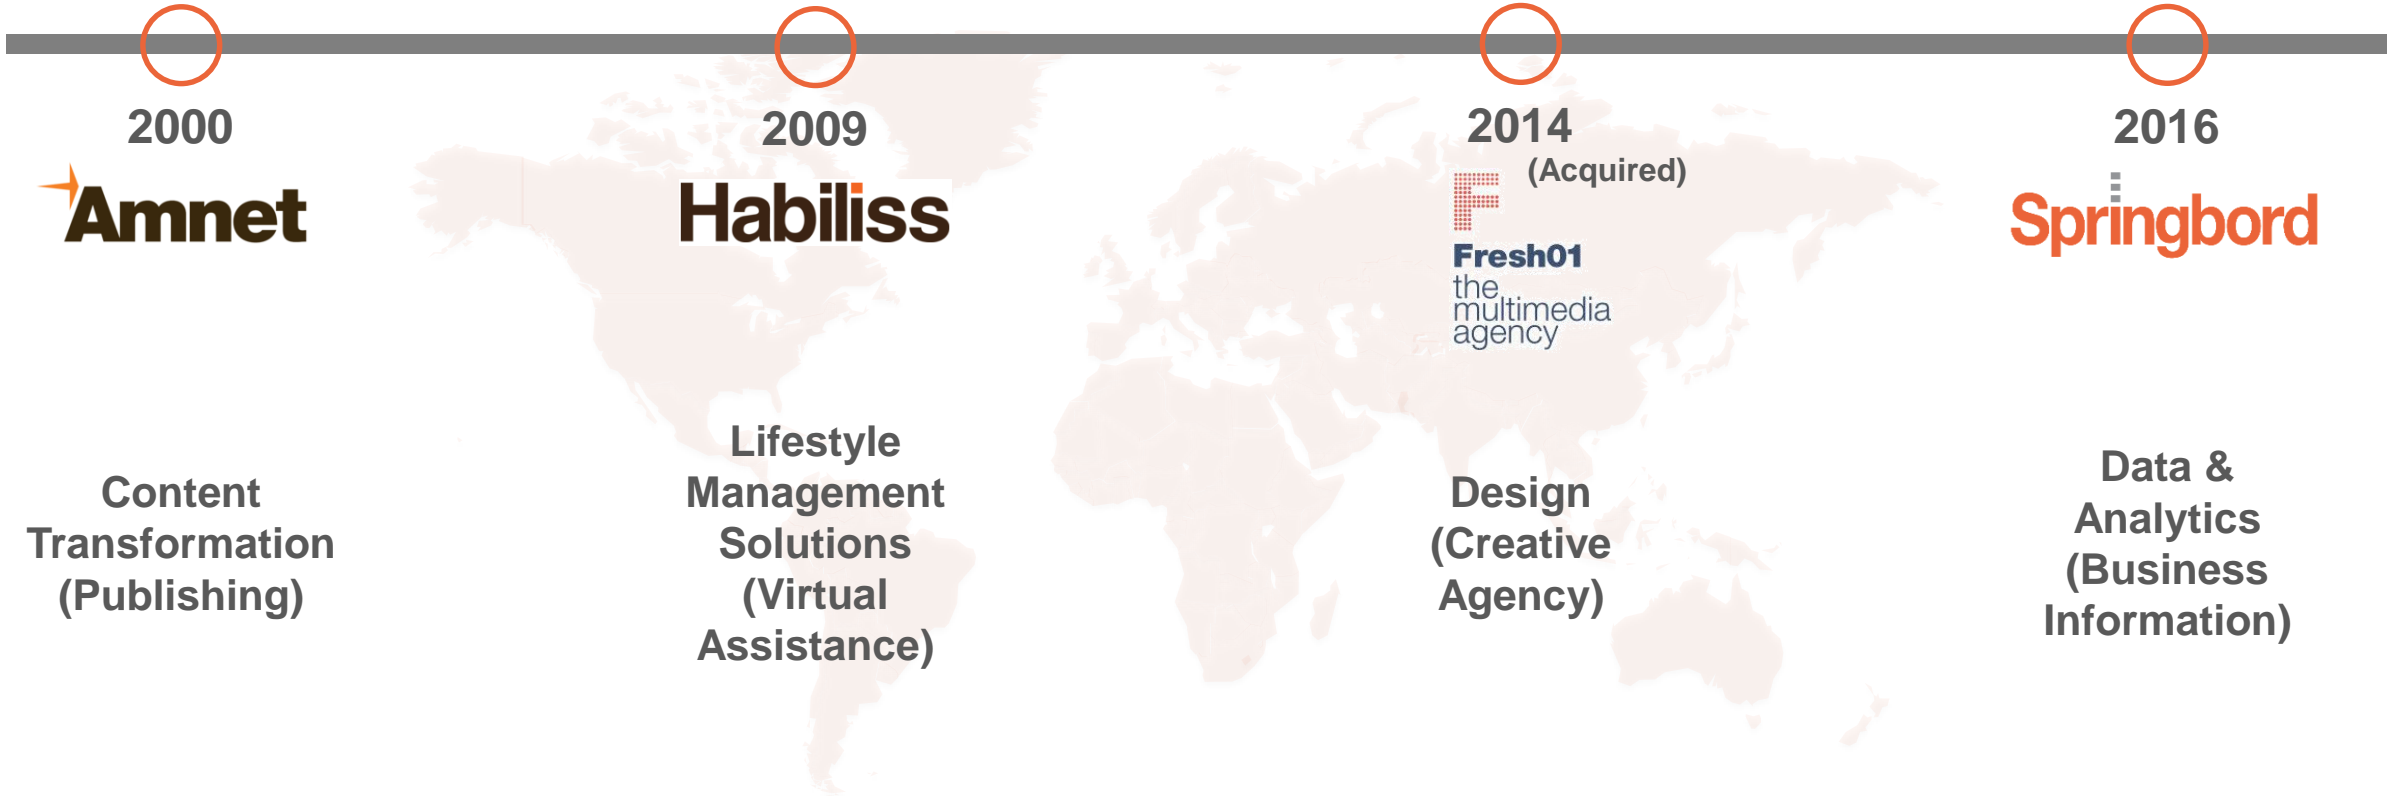 2000
Amnet
Content
Transformation
(Publishing)
2009
Habiliss
Lifestyle
Management
Solutions
(Virtual
Assistance)
2014
(Acquired)
F
Fresh01
the
multimedia
agency
Design
(Creative
Agency)
2016
Springbord
Data &
Analytics
(Business
Information)